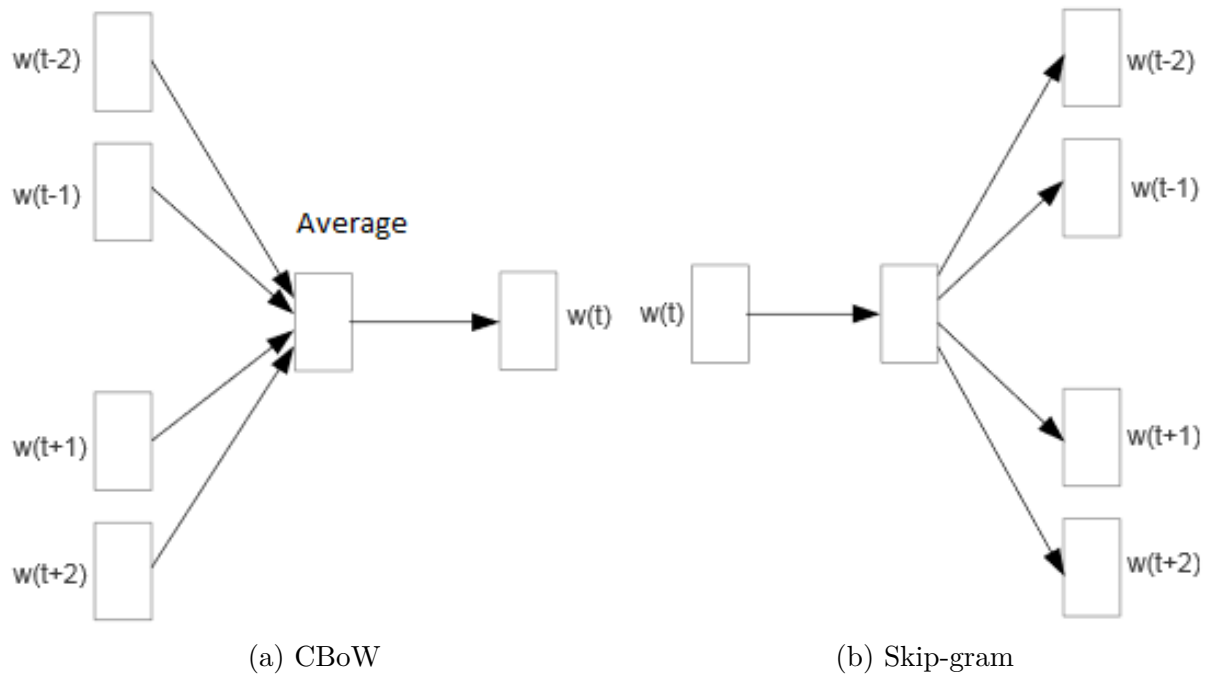 w(t-2)
w(t-1)
Average
w(t)
w(t+1)
w(t+2)
(a) CBoW
w(t-2)
w(t-1)
w(t)
w(t+1)
w(t+2)
(b) Skip-gram